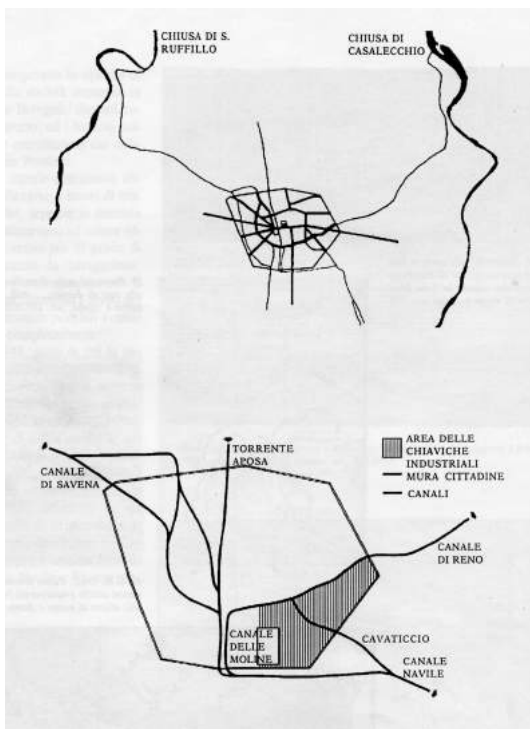 CHIUSA DI S.
RUFFILLO
CHIUSA DI
CASALECCHIO
CANALE
DI SAVENA
TORRENTE
APOSA
AREA DELLE
CHIAVICHE
INDUSTRIALI
MURA CITTADINE
CANALI
CANALE
DI RENO
CANALE
DELLE
MOLINE
CAVATICCIO
CANALE
NAVILE